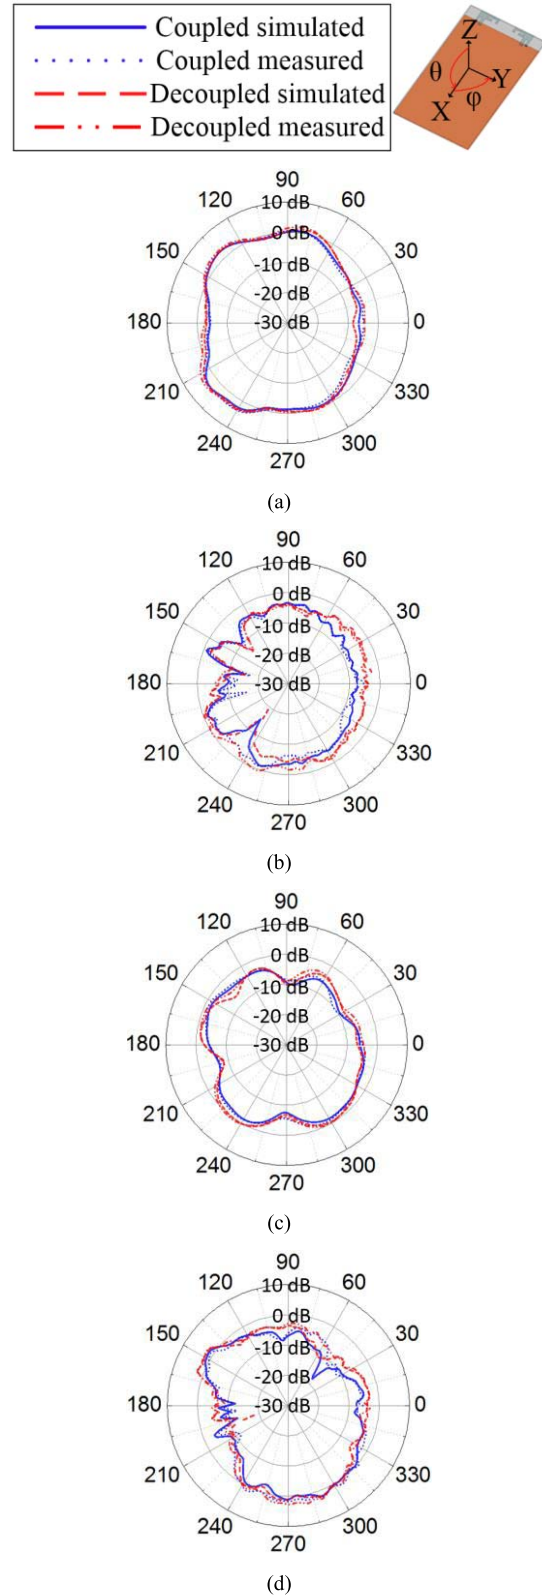 Coupled simulated
Coupled measured
Decoupled simulated
Decoupled measured
Z
θ
Y
X
φ
90
120
10 dB
60
0 dB
150
-10 dB
30
-20 dB
180
-30 dB
0
210
330
240
300
270
(a)
90
120
10 dB
60
0 dB
150
-10 dB
30
-20 dB
180
-30 dB
0
210
330
240
300
270
(b)
90
120
10 dB
60
0 dB
150
-10 dB
30
-20 dB
180
-30 dB
0
210
330
240
300
270
(c)
90
120
10 dB
60
0 dB
150
-10 dB
30
-20 dB
180
-30 dB
0
210
330
240
300
270
(d)